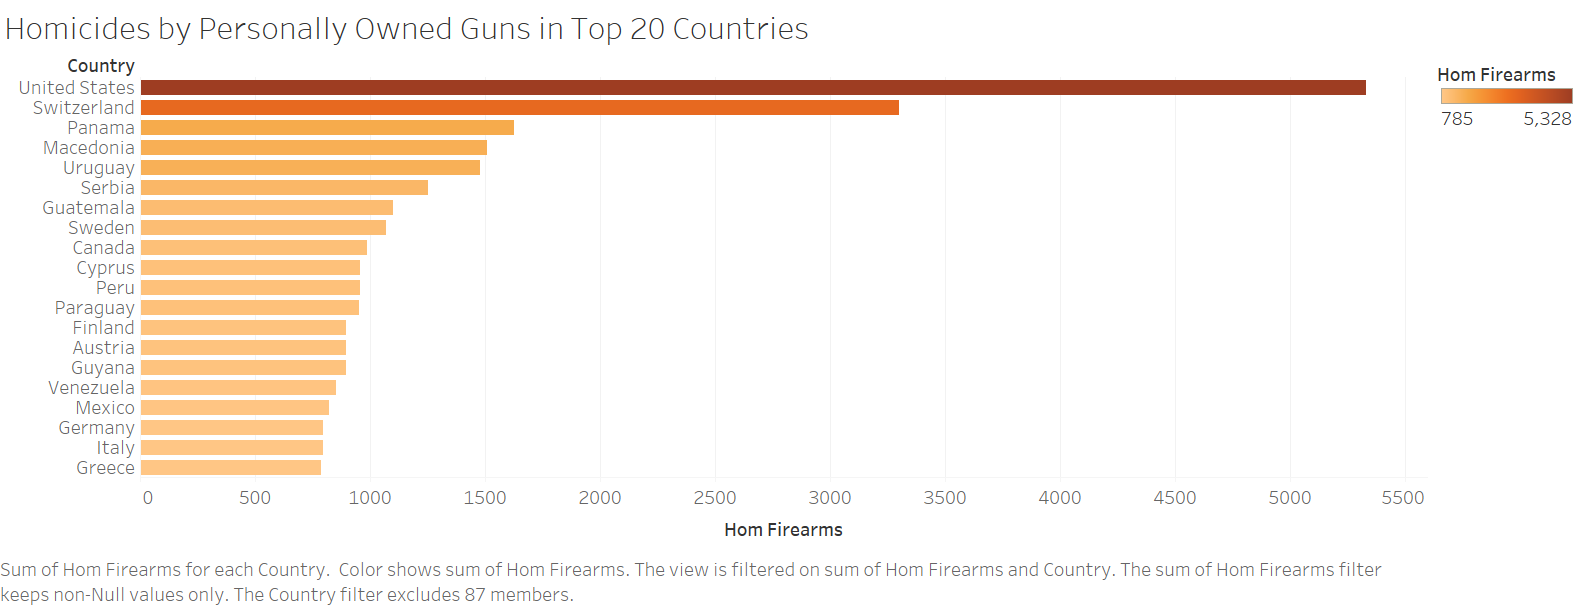 Homicides by Personally Owned Guns in Top 20 Countries
Country
United States
Switzerland
Panama
Macedonia
Uruguay
Serbia
Guatemala
Sweden
Canada
Cyprus
Peru
Paraguay
Finland
Austria
Guyana
Venezuela
Mexico
Germany
Italy
Greece
0 500 1000 1500 2000 2500 3000 3500 4000 4500 5000 5500
Hom Firearms
Hom Firearms
785 5,328
Sum of Hom Firearms for each Country.  Color shows sum of Hom Firearms. The view is filtered on sum of Hom Firearms and Country. The sum of Hom Firearms filter
keeps non-Null values only. The Country filter excludes 87 members.